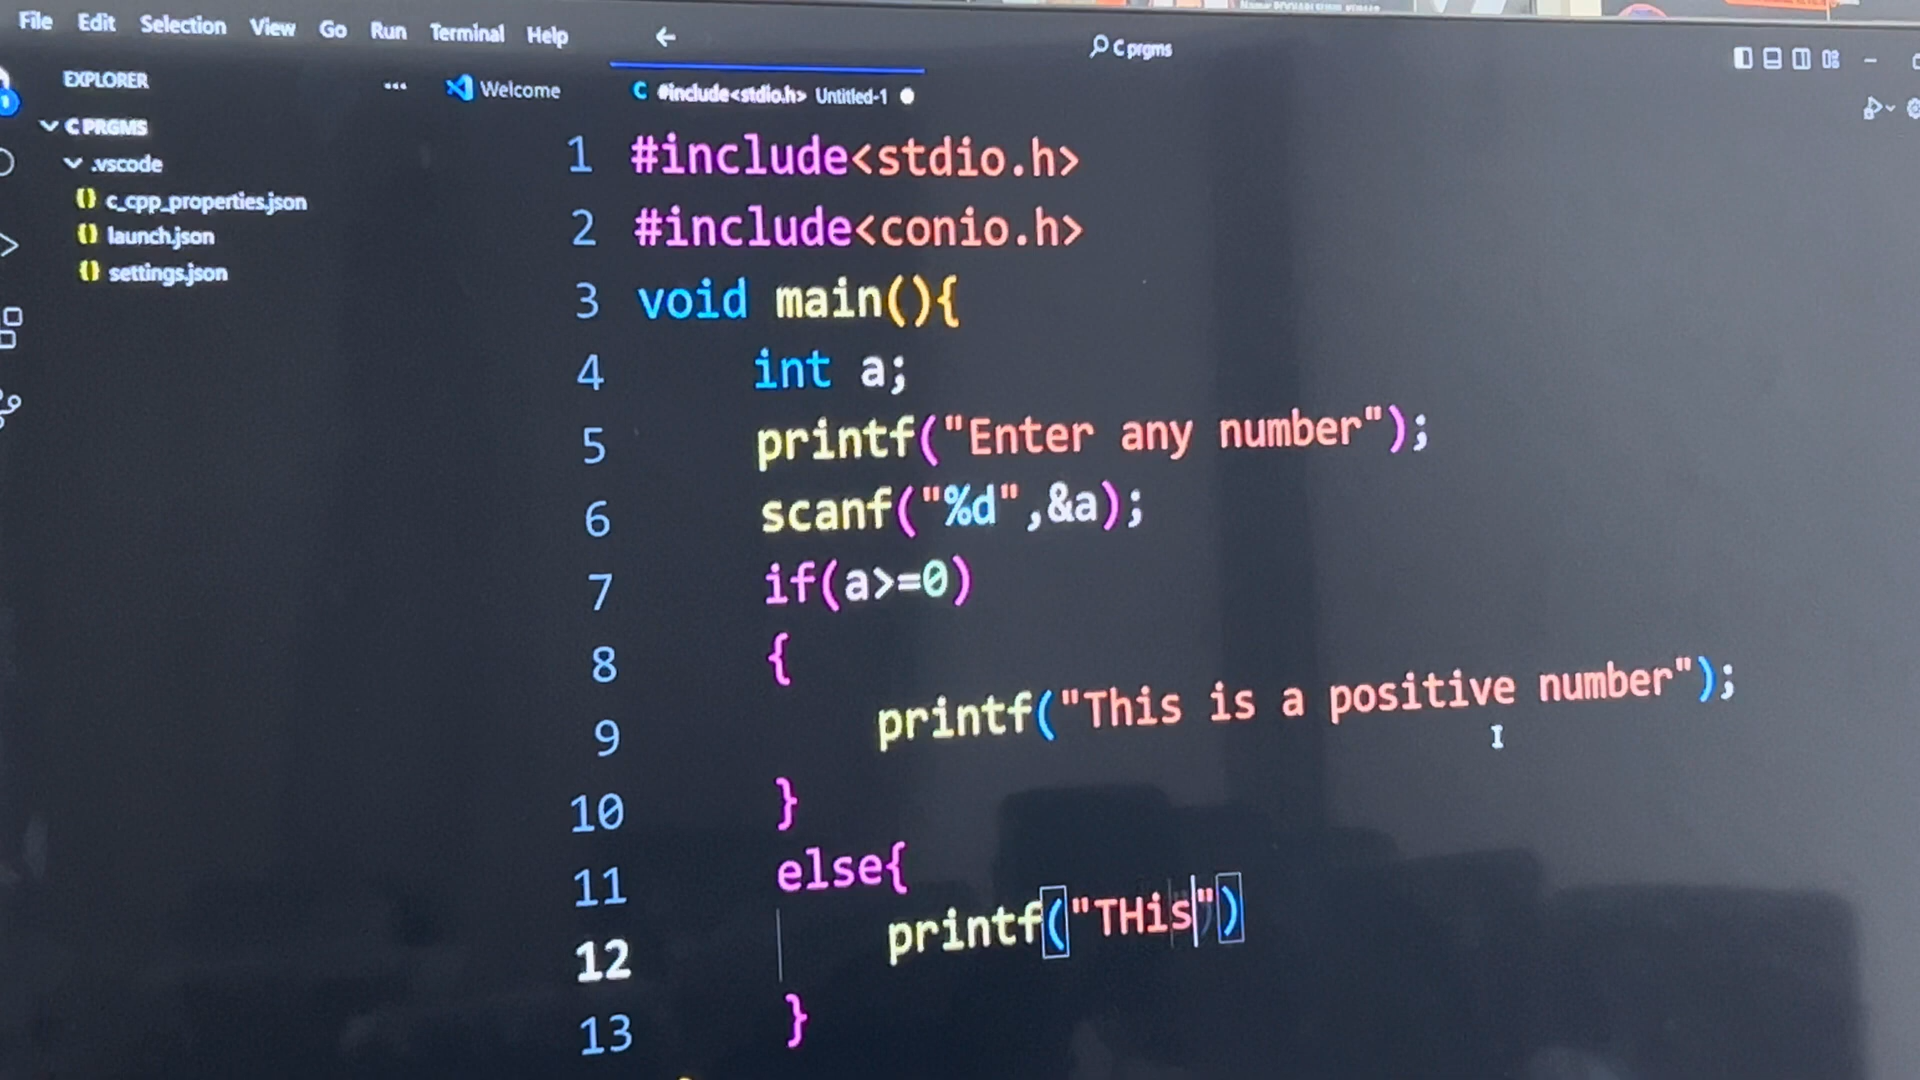 File Edit Selection View Go Run Terminal Help
C prgms
EXPLORER
Welcome
C #include<stdio.h> Untitled-1
C PRGMS
.vscode
{} c_cpp_properties.json
{} launch.json
{} settings.json
1 #include<stdio.h>
2 #include<conio.h>
3 void main(){
4 int a;
5 printf("Enter any number");
6 scanf("%d",&a);
7 if(a>=0)
8 {
9 printf("This is a positive number");
10 }
11 else{
12 printf("THis")
13 }